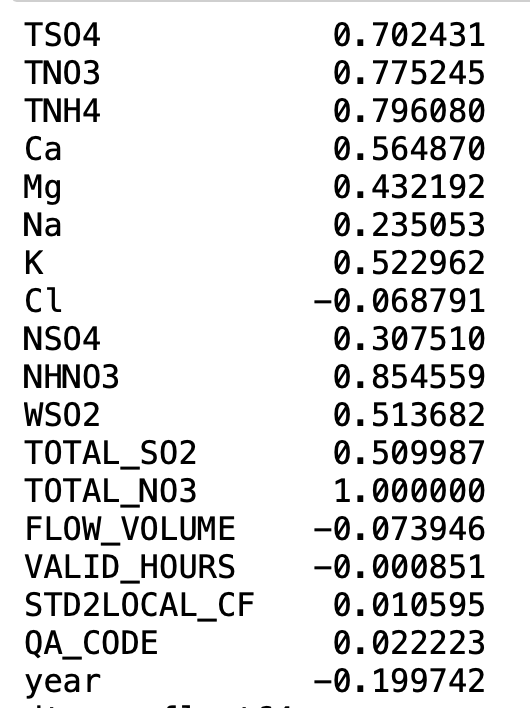 TSO4 0.702431
TNO3 0.775245
TNH4 0.796080
Ca 0.564870
Mg 0.432192
Na 0.235053
K 0.522962
Cl -0.068791
NSO4 0.307510
NHNO3 0.854559
WSO2 0.513682
TOTAL_SO2 0.509987
TOTAL_NO3 1.000000
FLOW_VOLUME -0.073946
VALID_HOURS -0.000851
STD2LOCAL_CF 0.010595
QA_CODE 0.022223
year -0.199742